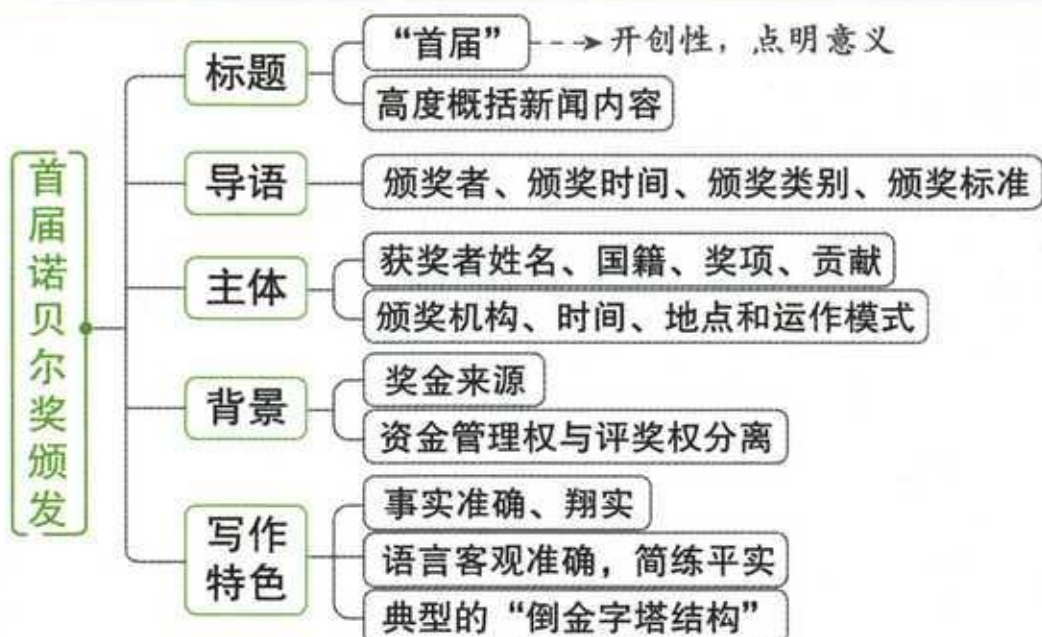 首届诺贝尔奖颁发
标题
“首届”
开创性，点明意义
高度概括新闻内容
导语
颁奖者、颁奖时间、颁奖类别、颁奖标准
主体
获奖者姓名、国籍、奖项、贡献
颁奖机构、时间、地点和运作模式
背景
奖金来源
资金管理权与评奖权分离
写作
特色
事实准确、翔实
语言客观准确，简练平实
典型的“倒金字塔结构”